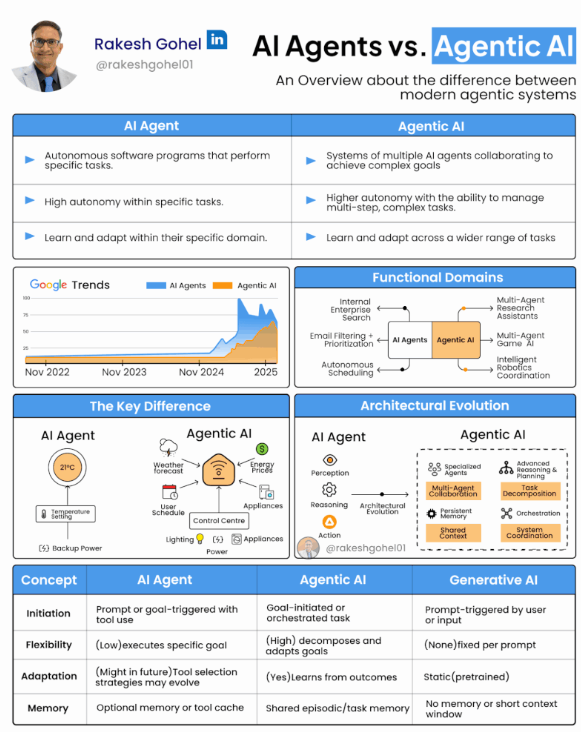 Rakesh Gohel in
@rakeshgohel01
AI Agents vs. Agentic AI
An Overview about the difference between
modern agentic systems
AI Agent
Agentic AI
Autonomous software programs that perform
specific tasks.
Systems of multiple AI agents collaborating to
achieve complex goals
High autonomy within specific tasks.
Higher autonomy with the ability to manage
multi-step, complex tasks.
Learn and adapt within their specific domain.
Learn and adapt across a wider range of tasks
Google Trends
AI Agents
Agentic AI
100
75
50
25
Nov 2022
Nov 2023
Nov 2024
2025
Functional Domains
Internal
Enterprise
Search
Email Filtering +
Prioritization
Autonomous
Scheduling
AI Agents
Agentic AI
Multi-Agent
Research
Assistants
Multi-Agent
Game AI
Intelligent
Robotics
Coordination
The Key Difference
AI Agent
21°C
Temperature
Setting
Backup Power
Agentic AI
Weather
forecast
Energy
Prices
User
Schedule
Appliances
Control Centre
Lighting
Power
Appliances
Architectural Evolution
AI Agent
Perception
Reasoning
Action
Architectural
Evolution
Agentic AI
Specialized
Agents
Advanced
Reasoning &
Planning
Multi-Agent
Collaboration
Task
Decomposition
Persistent
Memory
Orchestration
Shared
Context
System
Coordination
@rakeshgohel01
Concept
AI Agent
Agentic AI
Generative AI
Initiation
Prompt or goal-triggered with
tool use
Goal-initiated or
orchestrated task
Prompt-triggered by user
or input
Flexibility
(Low)executes specific goal
(High) decomposes and
adapts goals
(None)fixed per prompt
Adaptation
(Might in future)Tool selection
strategies may evolve
(Yes)Learns from outcomes
Static(pretrained)
Memory
Optional memory or tool cache
Shared episodic/task memory
No memory or short context
window